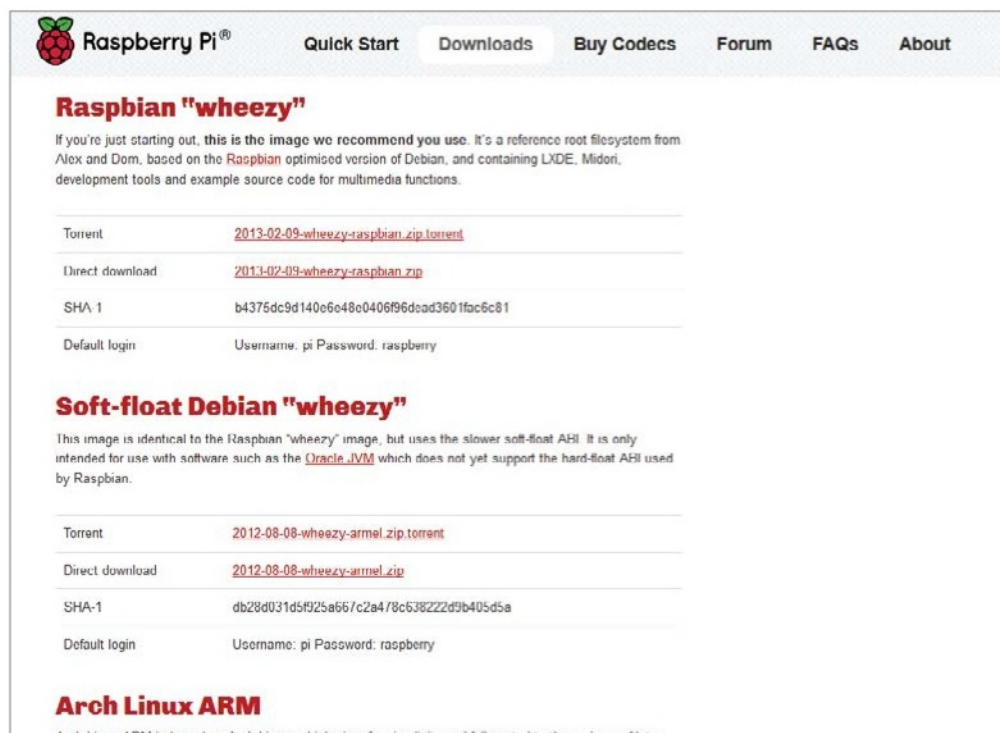 Raspberry Pi®
Quick Start Downloads Buy Codecs Forum FAQs About
Raspbian "wheezy"
If you're just starting out, this is the image we recommend you use. It's a reference root filesystem from
Alex and Dom, based on the Raspbian optimised version of Debian, and containing LXDE, Midori,
development tools and example source code for multimedia functions.
Torrent 2013-02-09-wheezy-raspbian.zip.torrent
Direct download 2013-02-09-wheezy-raspbian.zip
SHA-1 b4375dc9d140e6e48e0406f96dead3601fac6c81
Default login Username: pi Password: raspberry
Soft-float Debian "wheezy"
This image is identical to the Raspbian "wheezy" image, but uses the slower soft-float ABI. It is only
intended for use with software such as the Oracle JVM which does not yet support the hard-float ABI used
by Raspbian.
Torrent 2012-08-08-wheezy-armel.zip.torrent
Direct download 2012-08-08-wheezy-armel.zip
SHA-1 db28d031d5f925a667c2a478c638222d9b405d5a
Default login Username: pi Password: raspberry
Arch Linux ARM